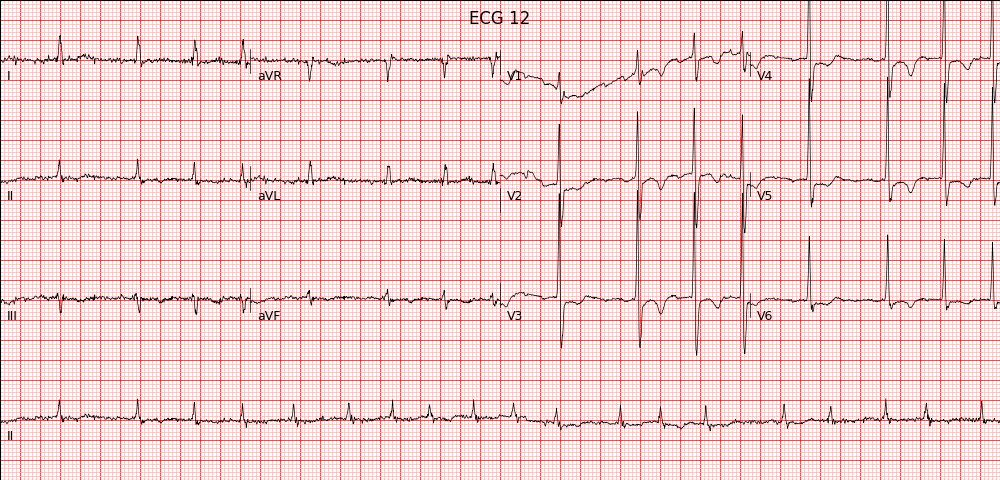 ECG 12
I aVR V1 V4
II aVL V2 V5
III aVF V3 V6
II